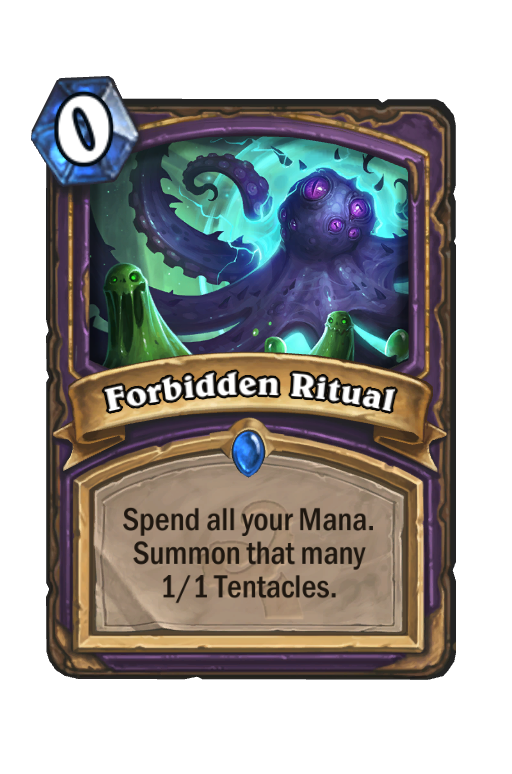 0
Forbidden Ritual
Spend all your Mana.
Summon that many
1/1 Tentacles.